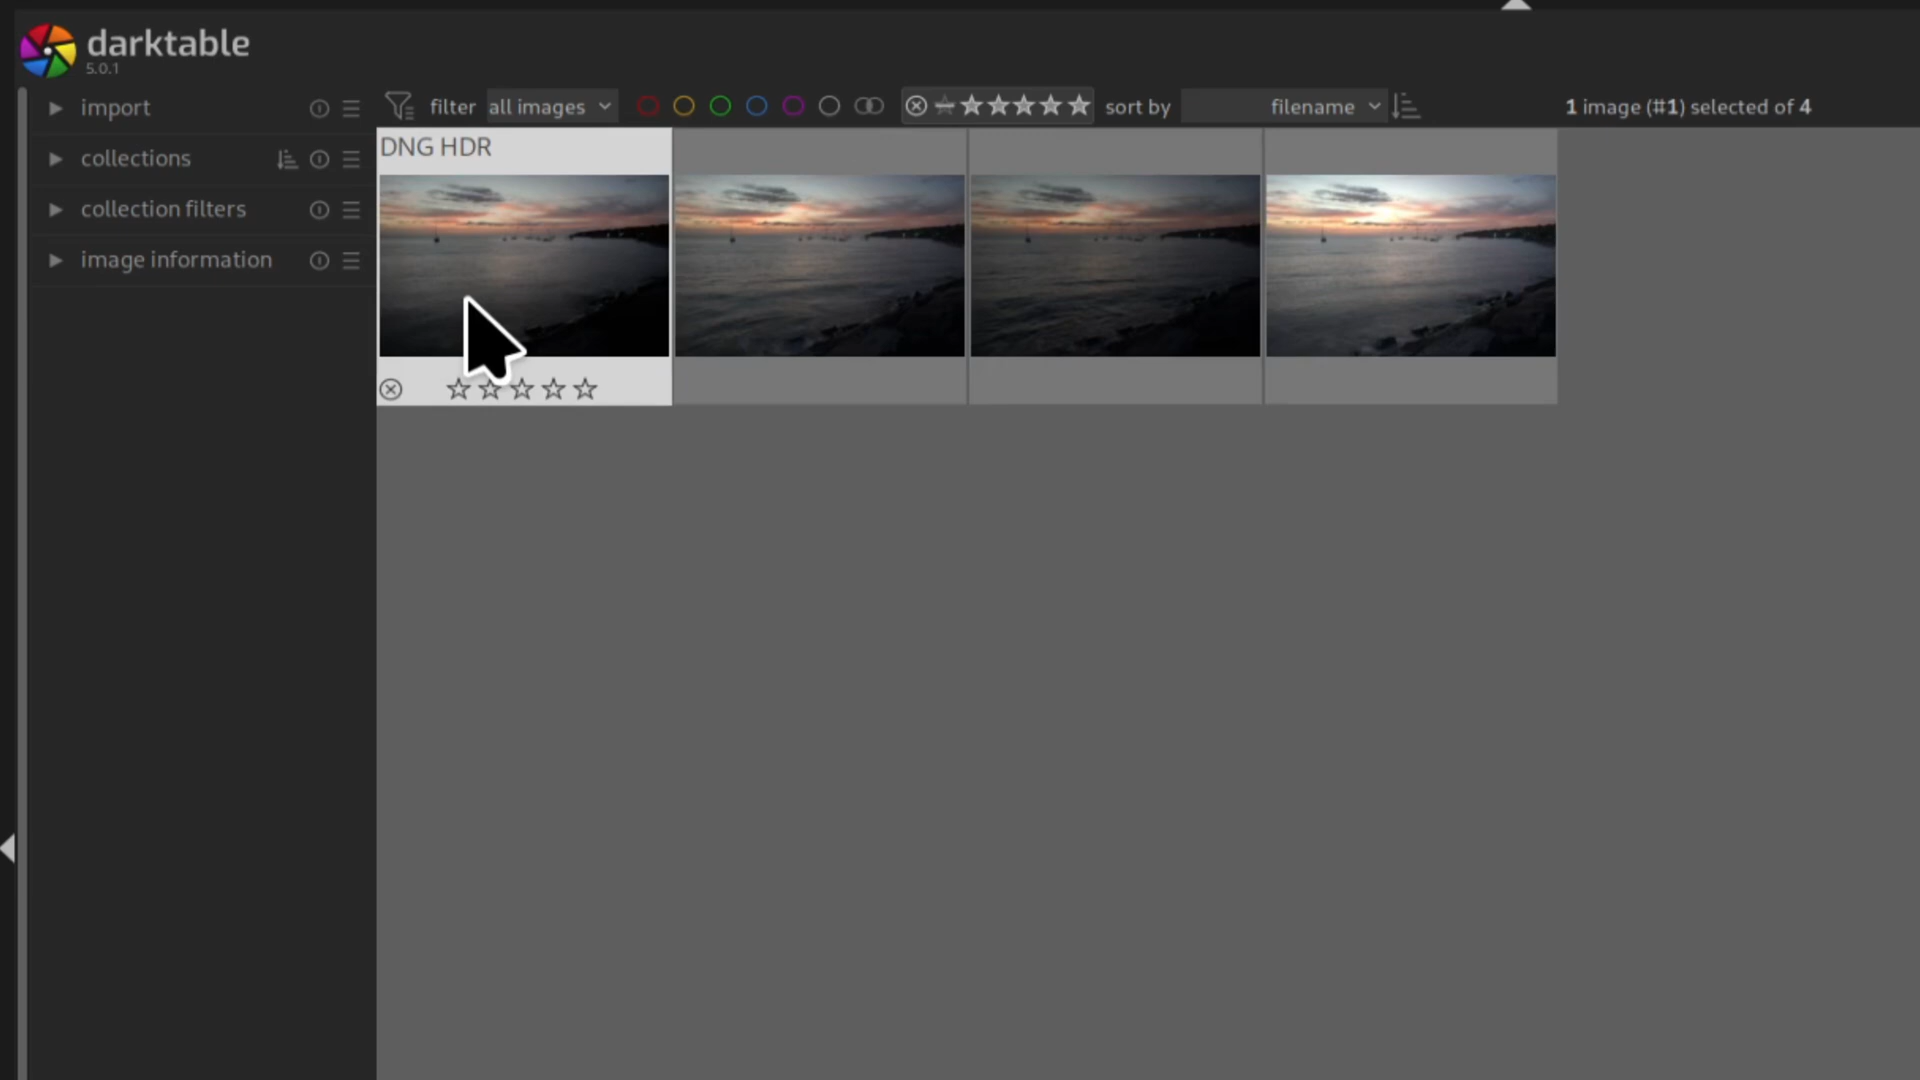 darktable
5.0.1
import
collections
collection filters
image information
filter all images sort by filename 1 image (#1) selected of 4
DNG HDR